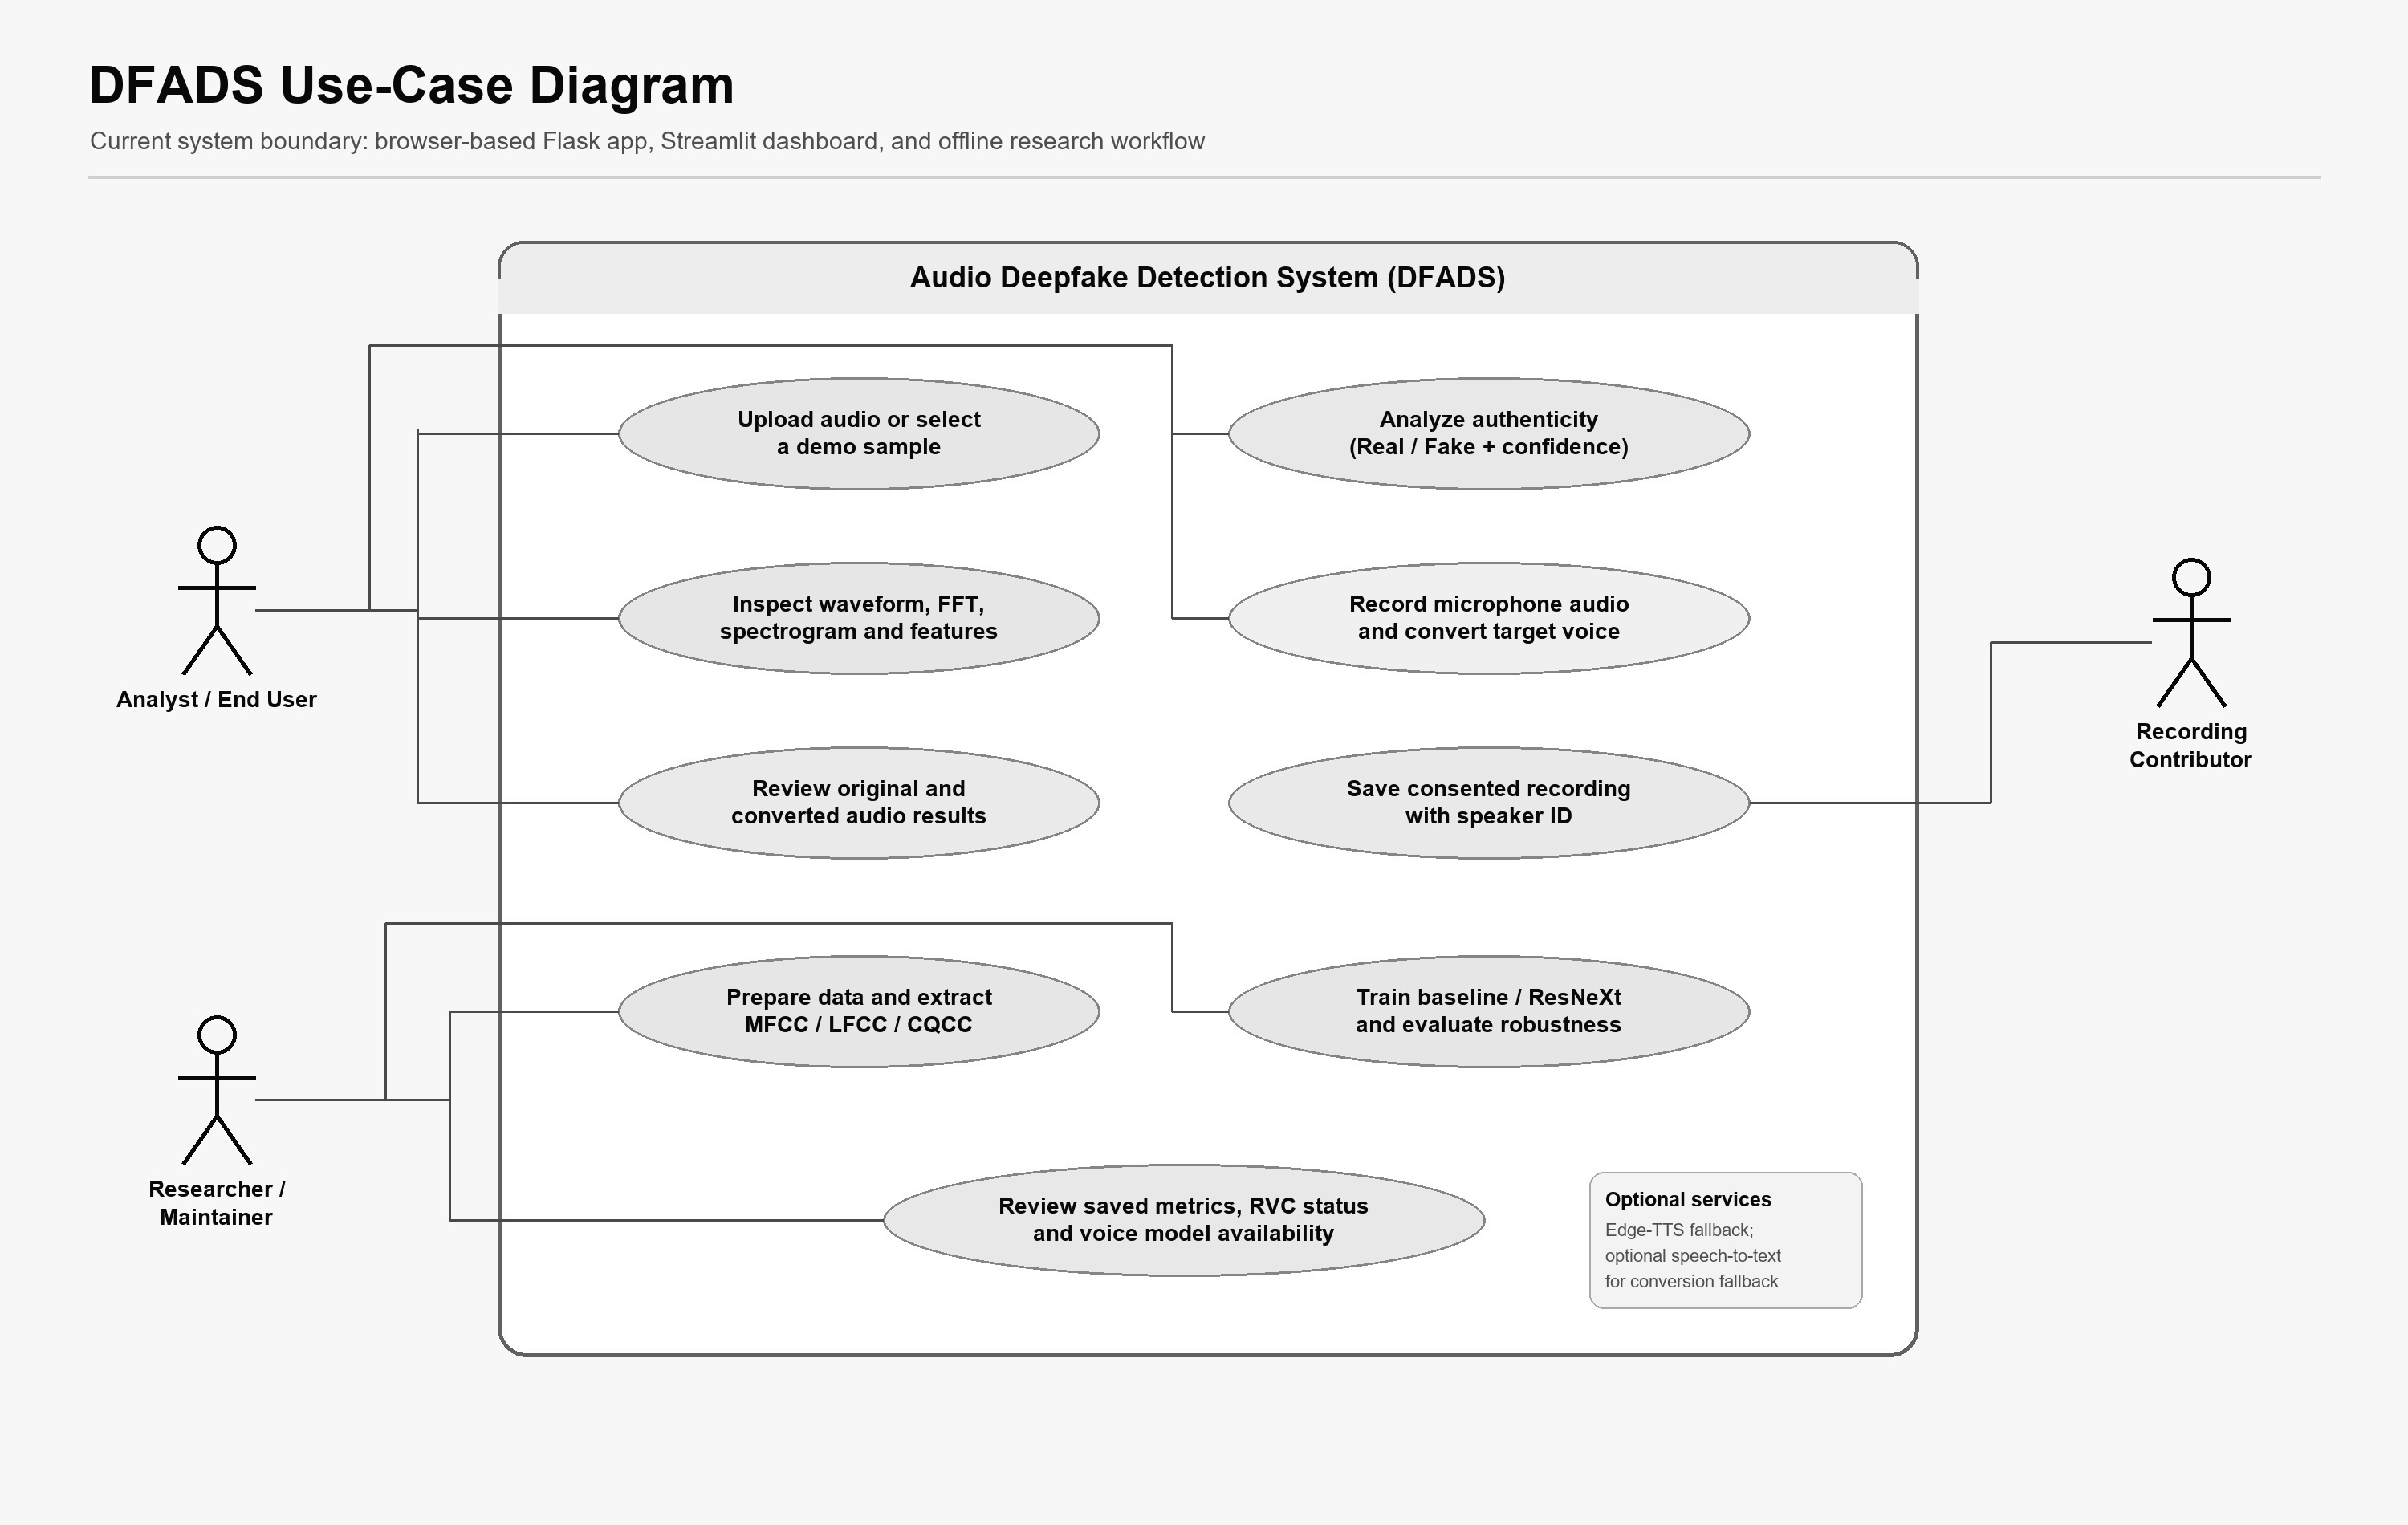 DFADS Use-Case Diagram
Current system boundary: browser-based Flask app, Streamlit dashboard, and offline research workflow
Audio Deepfake Detection System (DFADS)
Upload audio or select
a demo sample
Analyze authenticity
(Real / Fake + confidence)
Inspect waveform, FFT,
spectrogram and features
Record microphone audio
and convert target voice
Analyst / End User
Recording
Contributor
Review original and
converted audio results
Save consented recording
with speaker ID
Prepare data and extract
MFCC / LFCC / CQCC
Train baseline / ResNeXt
and evaluate robustness
Researcher /
Maintainer
Review saved metrics, RVC status
and voice model availability
Optional services
Edge-TTS fallback;
optional speech-to-text
for conversion fallback